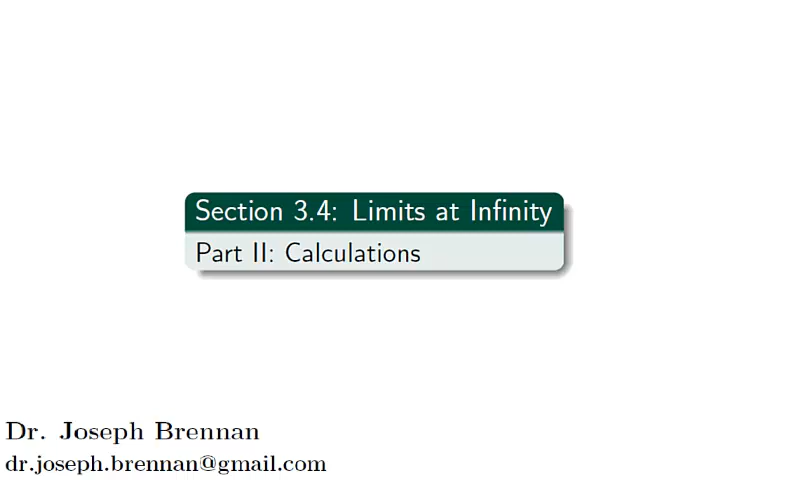 Section 3.4: Limits at Infinity
Part II: Calculations
Dr. Joseph Brennan
dr.joseph.brennan@gmail.com